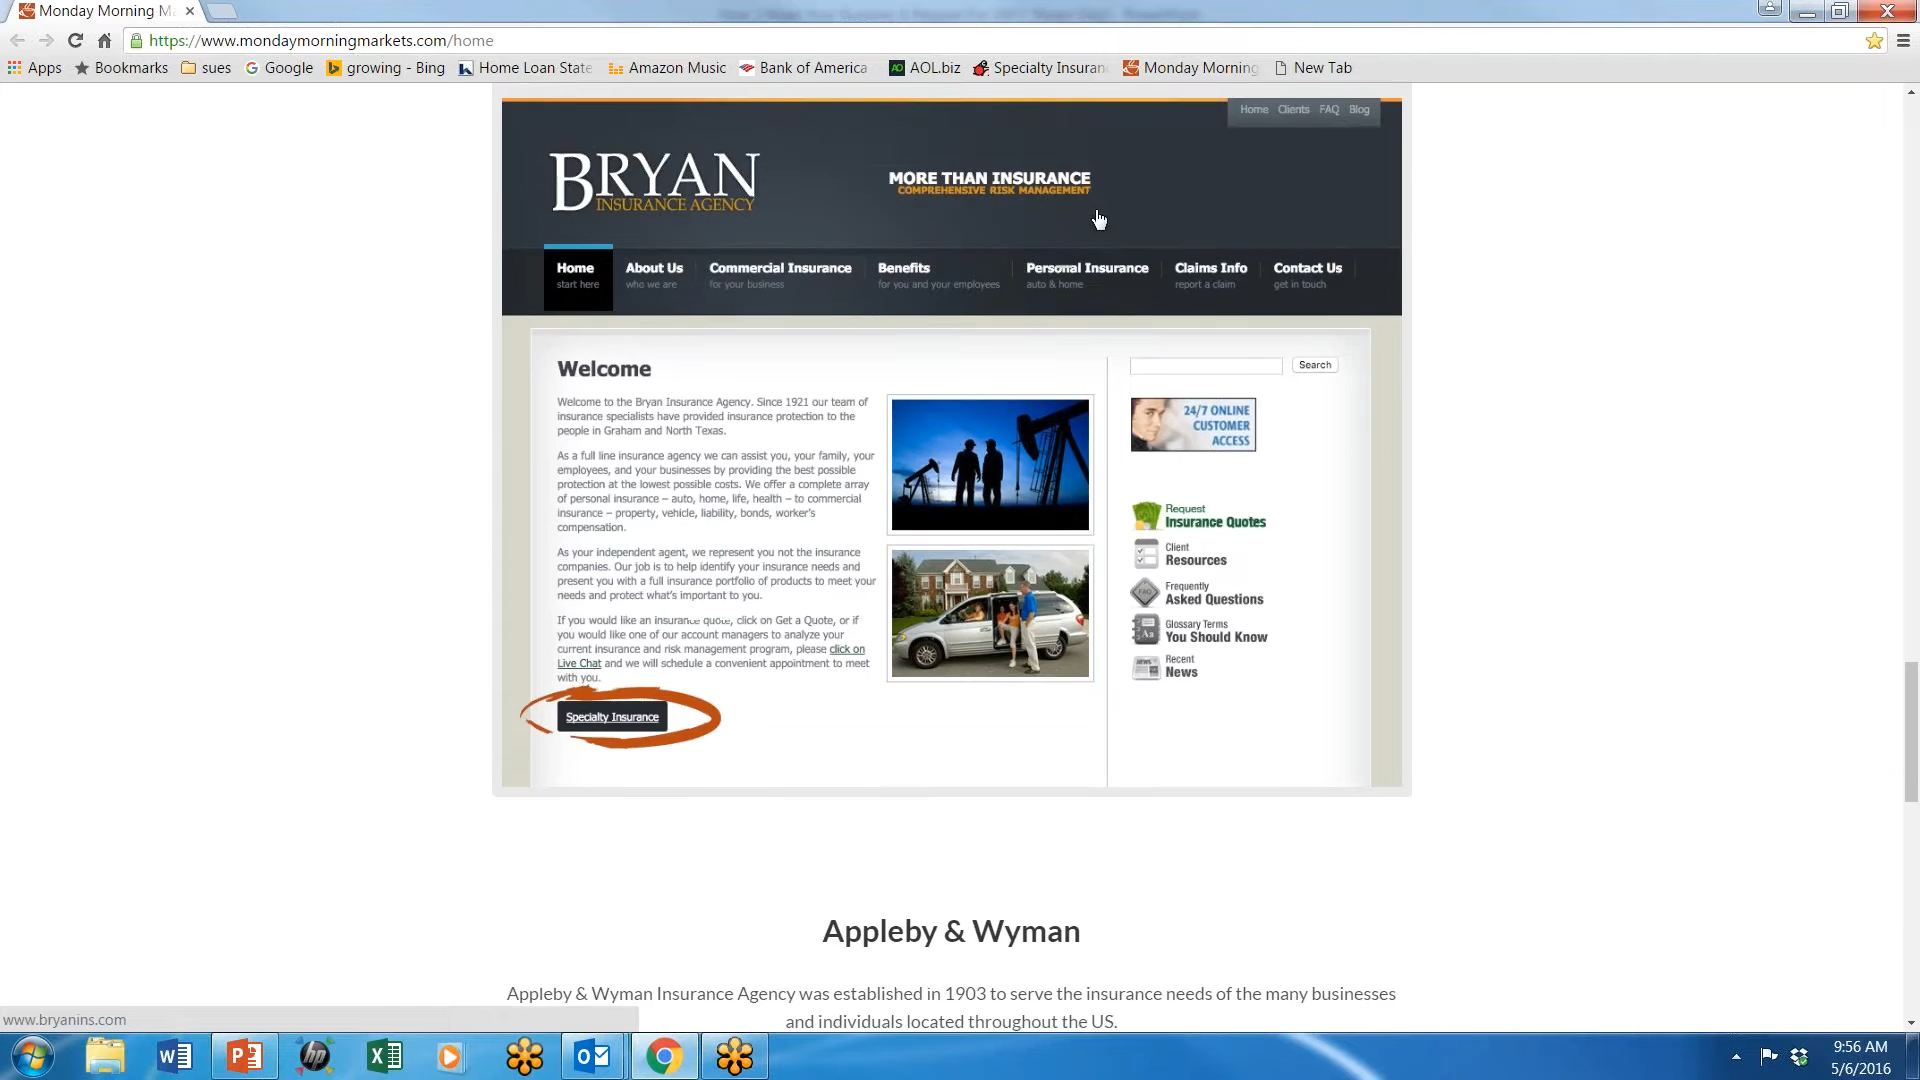 Monday Morning M
https://www.mondaymorningmarkets.com/home
Apps Bookmarks sues Google growing - Bing Home Loan State Amazon Music Bank of America AOL.biz Specialty Insuran Monday Morning New Tab
Home Clients FAQ Blog
BRYAN
INSURANCE AGENCY
MORE THAN INSURANCE
COMPREHENSIVE RISK MANAGEMENT
Home About Us Commercial Insurance Benefits Personal Insurance Claims Info Contact Us
start here who we are for your business for you and your employees auto & home report a claim get in touch
Welcome
Search
Welcome to the Bryan Insurance Agency. Since 1921 our team of
insurance specialists have provided insurance protection to the
people in Graham and North Texas.
As a full line insurance agency we can assist you, your family, your
employees, and your businesses by providing the best possible
protection at the lowest possible costs. We offer a complete array
of personal insurance – auto, home, life, health – to commercial
insurance – property, vehicle, liability, bonds, worker's
compensation.
As your independent agent, we represent you not the insurance
companies. Our job is to help identify your insurance needs and
present you with a full insurance portfolio of products to meet your
needs and protect what's important to you.
If you would like an insurance quote, click on Get a Quote, or if
you would like one of our account managers to analyze your
current insurance and risk management program, please click on
Live Chat and we will schedule a convenient appointment to meet
with you.
Specialty Insurance
24/7 ONLINE
CUSTOMER
ACCESS
Request
Insurance Quotes
Client
Resources
FAQ
Frequently
Asked Questions
Aa
Glossary Terms
You Should Know
NEWS
Recent
News
Appleby & Wyman
Appleby & Wyman Insurance Agency was established in 1903 to serve the insurance needs of the many businesses
and individuals located throughout the US.
www.bryanins.com
9:56 AM
5/6/2016